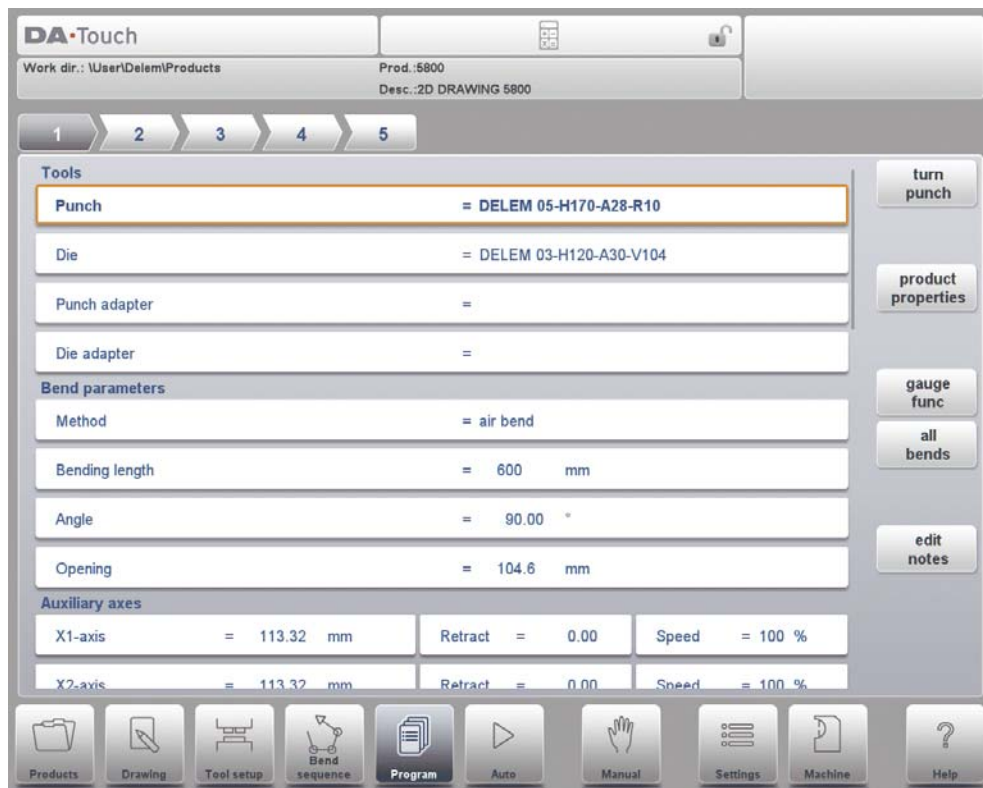 DA·Touch
Work dir.: \User\Delem\Products
Prod.:5800
Desc.:2D DRAWING 5800
1 2 3 4 5
Tools
Punch = DELEM 05-H170-A28-R10
Die = DELEM 03-H120-A30-V104
Punch adapter =
Die adapter =
Bend parameters
Method = air bend
Bending length = 600 mm
Angle = 90.00 °
Opening = 104.6 mm
Auxiliary axes
X1-axis = 113.32 mm Retract = 0.00 Speed = 100 %
X2-axis = 113.32 mm Retract = 0.00 Speed = 100 %
turn
punch
product
properties
gauge
func
all
bends
edit
notes
Products
Drawing
Tool setup
Bend
sequence
Program
Auto
Manual
Settings
Machine
?
Help